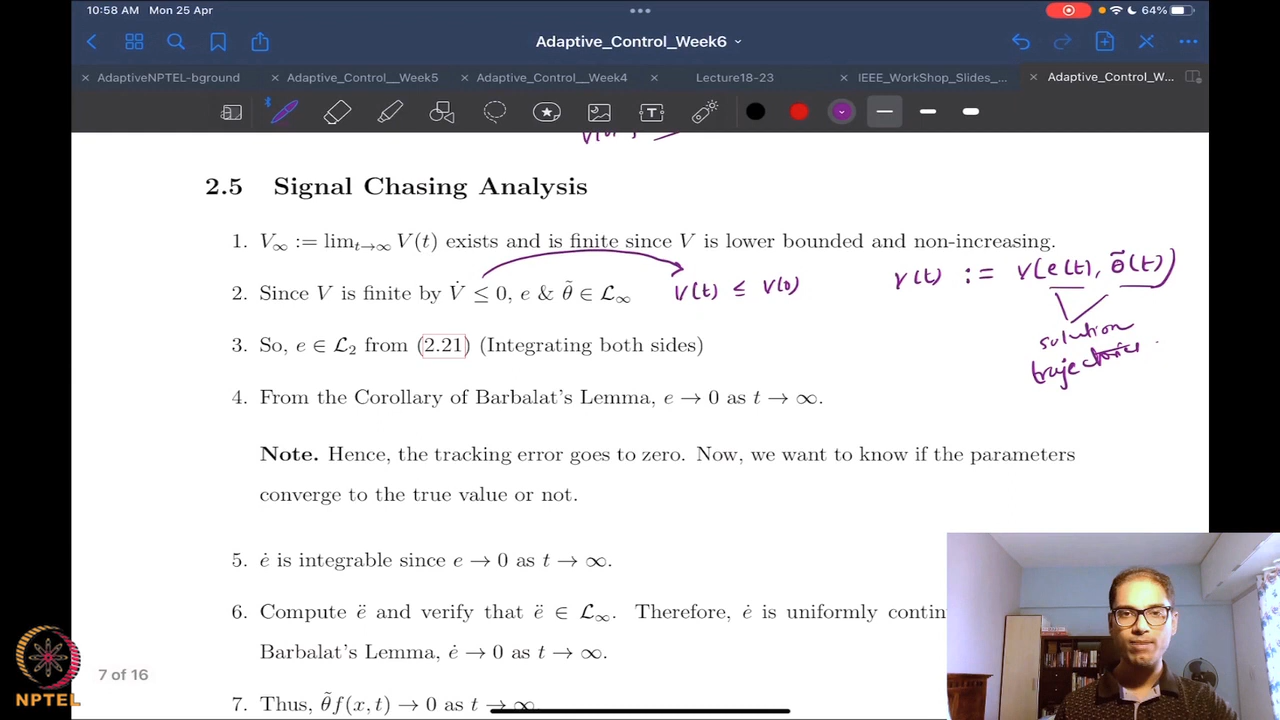 10:58 AM Mon 25 Apr
64%
Adaptive_Control_Week6
AdaptiveNPTEL-bground
Adaptive_Control__Week5
Adaptive_Control__Week4
Lecture18-23
IEEE_WorkShop_Slides_...
Adaptive_Control_W...
2.5 Signal Chasing Analysis
1. V∞ := lim t→∞ V(t) exists and is finite since V is lower bounded and non-increasing.
V(t) := V(e(t), θ̃(t))
2. Since V is finite by V̇ ≤ 0, e & θ̃ ∈ ℒ∞
V(t) ≤ V(0)
solution
trajectories
3. So, e ∈ ℒ2 from (2.21) (Integrating both sides)
4. From the Corollary of Barbalat's Lemma, e → 0 as t → ∞.
Note. Hence, the tracking error goes to zero. Now, we want to know if the parameters
converge to the true value or not.
5. ė is integrable since e → 0 as t → ∞.
6. Compute ë and verify that ë ∈ ℒ∞. Therefore, ė is uniformly contin
Barbalat's Lemma, ė → 0 as t → ∞.
7. Thus, θ̃f(x, t) → 0 as t → ∞
7 of 16
NPTEL